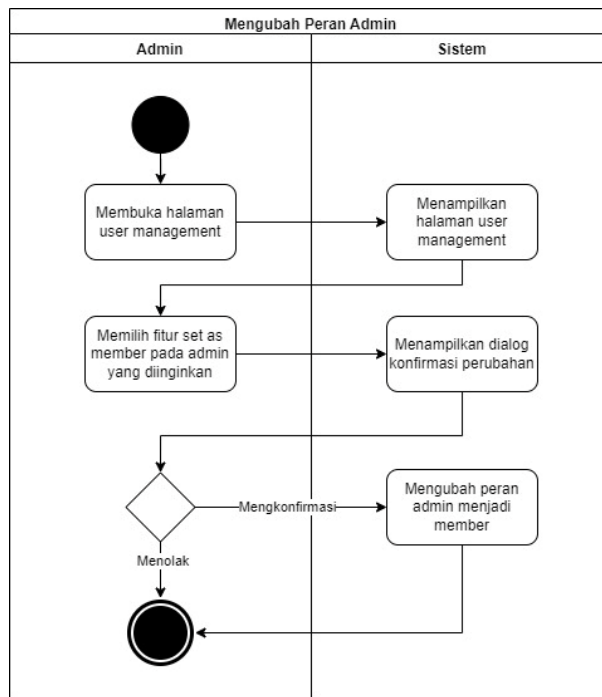 Mengubah Peran Admin
Admin
Sistem
Membuka halaman
user management
Menampilkan
halaman user
management
Memilih fitur set as
member pada admin
yang diinginkan
Menampilkan dialog
konfirmasi perubahan
Mengkonfirmasi
Mengubah peran
admin menjadi
member
Menolak